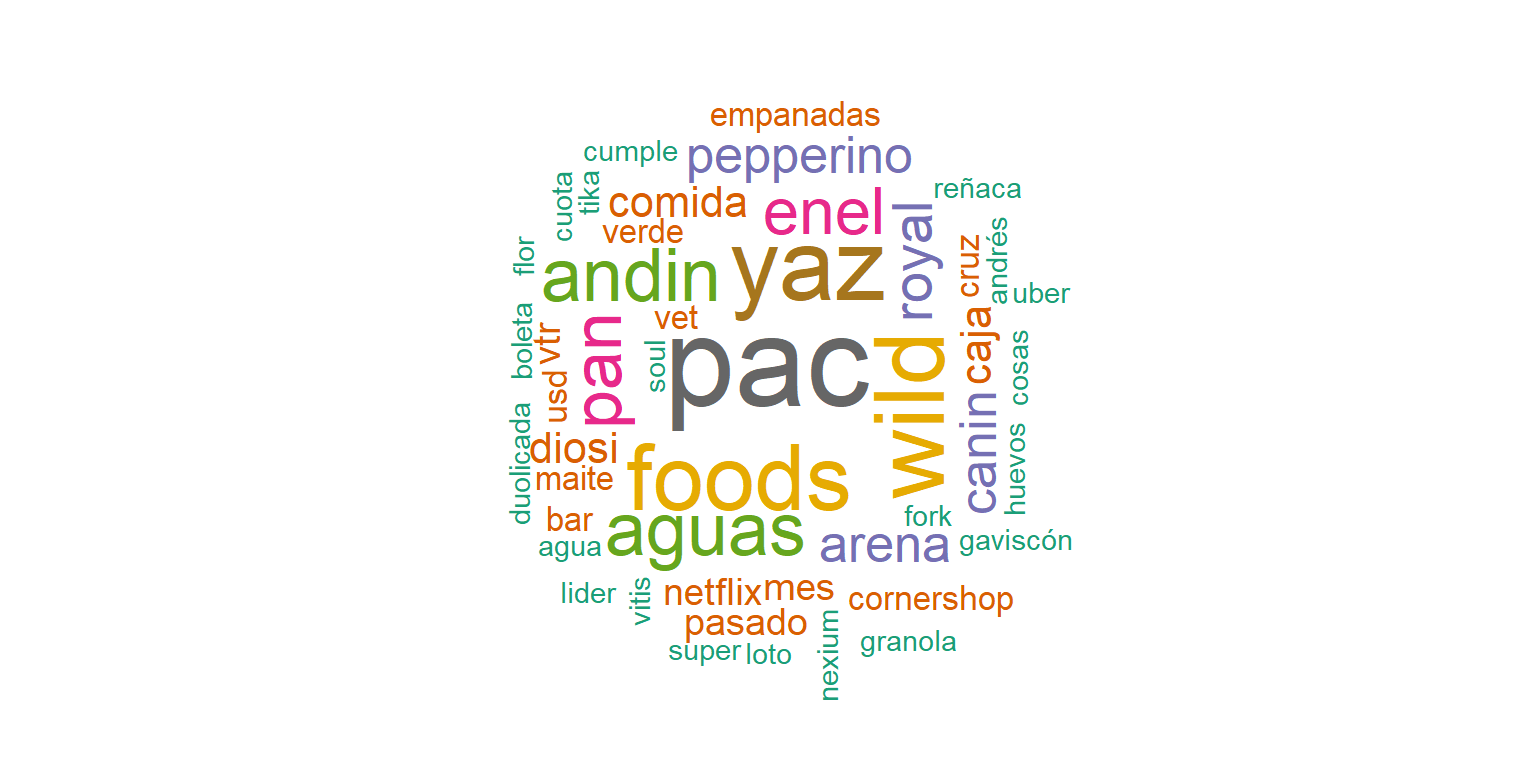 empanadas
cumple
pepperino
cuota
tika
comida
enel
royal
reñaca
verde
flor
andin
yaz
cruz
andrés
uber
boleta
vtr
vet
pan
soul
pac
wild
caja
cosas
usd
duolicada
diosi
maite
foods
canin
huevos
bar
agua
aguas
fork
arena
gaviscón
lider
vitis
netflix
mes
cornershop
pasado
super
loto
nexium
granola